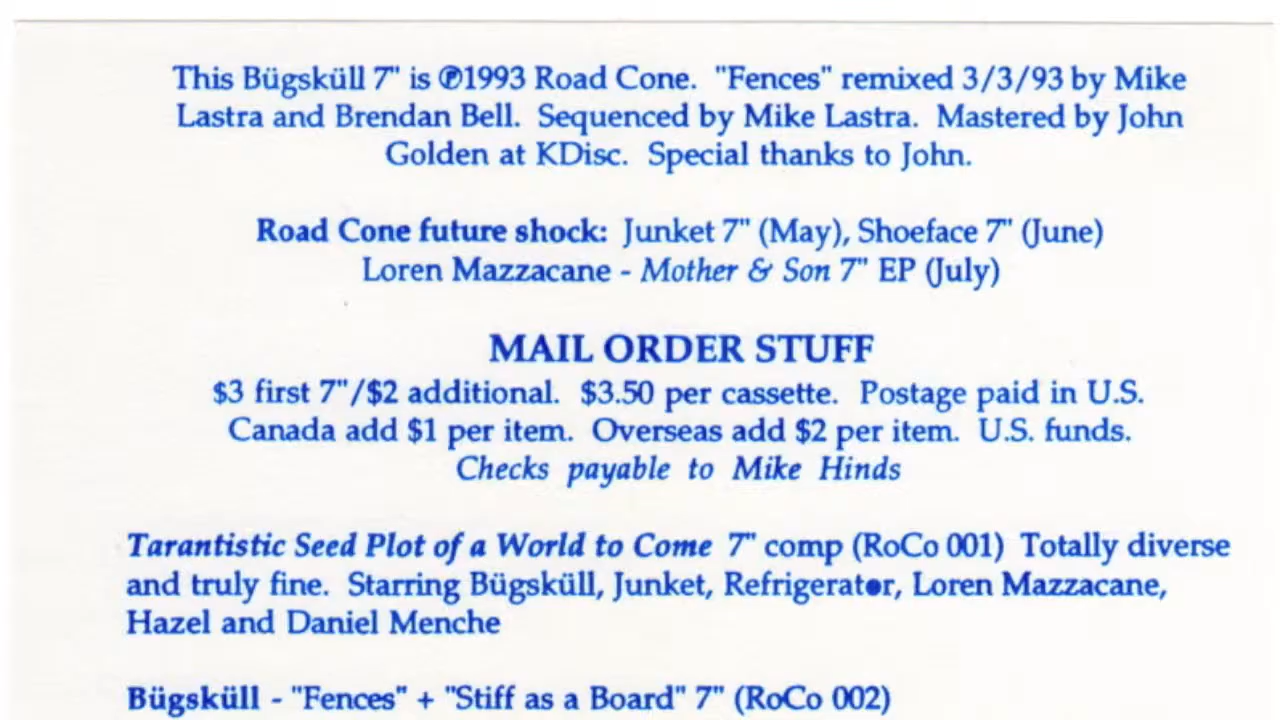 This Bügsküll 7" is ℗1993 Road Cone.  "Fences" remixed 3/3/93 by Mike
Lastra and Brendan Bell.  Sequenced by Mike Lastra.  Mastered by John
Golden at KDisc.  Special thanks to John.
Road Cone future shock:  Junket 7" (May), Shoeface 7" (June)
Loren Mazzacane - Mother & Son 7" EP (July)
MAIL ORDER STUFF
$3 first 7"/$2 additional.  $3.50 per cassette.  Postage paid in U.S.
Canada add $1 per item.  Overseas add $2 per item.  U.S. funds.
Checks payable to Mike Hinds
Tarantistic Seed Plot of a World to Come 7" comp (RoCo 001)  Totally diverse
and truly fine.  Starring Bügsküll, Junket, Refrigerator, Loren Mazzacane,
Hazel and Daniel Menche
Bügsküll - "Fences" + "Stiff as a Board" 7" (RoCo 002)